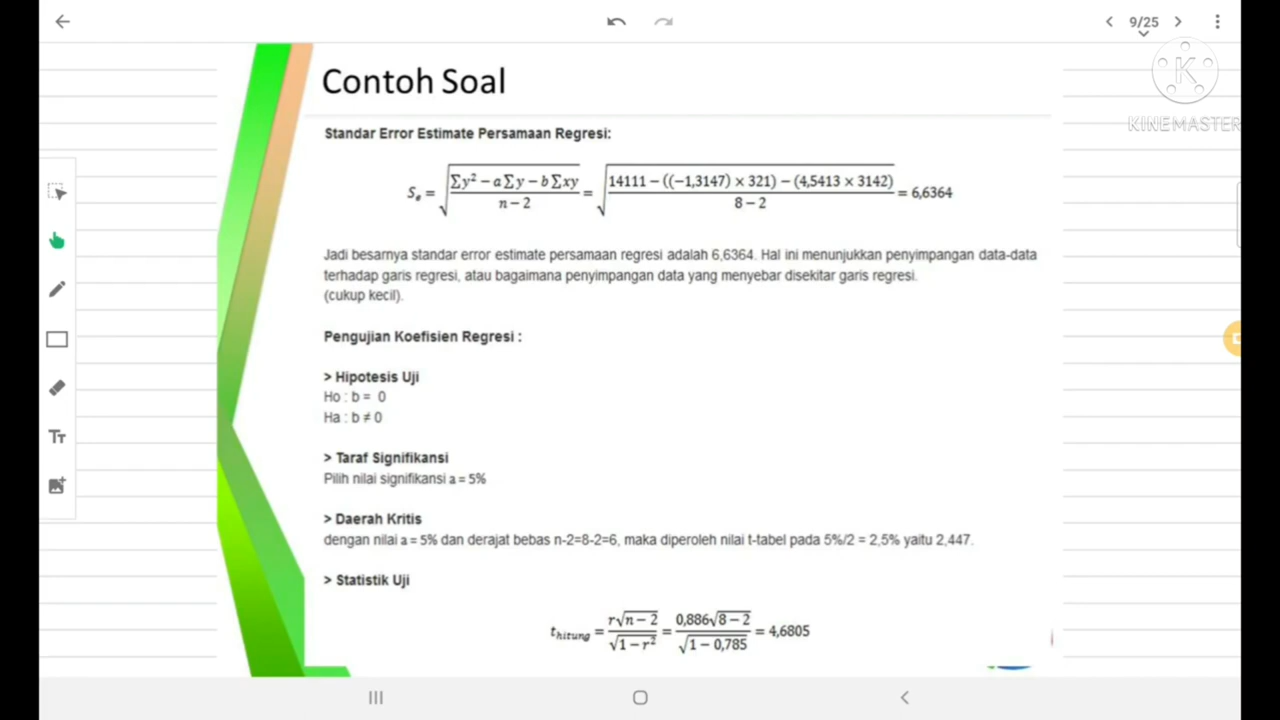 9/25
KINEMASTER
Contoh Soal
Standar Error Estimate Persamaan Regresi:
Sₑ = √((∑y² − a∑y − b∑xy)/(n − 2)) = √((14111 − ((−1,3147) × 321) − (4,5413 × 3142))/(8 − 2)) = 6,6364
Jadi besarnya standar error estimate persamaan regresi adalah 6,6364. Hal ini menunjukkan penyimpangan data-data
terhadap garis regresi, atau bagaimana penyimpangan data yang menyebar disekitar garis regresi.
(cukup kecil).
Pengujian Koefisien Regresi :
> Hipotesis Uji
Ho : b = 0
Ha : b ≠ 0
> Taraf Signifikansi
Pilih nilai signifikansi a = 5%
> Daerah Kritis
dengan nilai a = 5% dan derajat bebas n-2=8-2=6, maka diperoleh nilai t-tabel pada 5%/2 = 2,5% yaitu 2,447.
> Statistik Uji
t_hitung = r√(n − 2)/√(1 − r²) = 0,886√(8 − 2)/√(1 − 0,785) = 4,6805
Tт